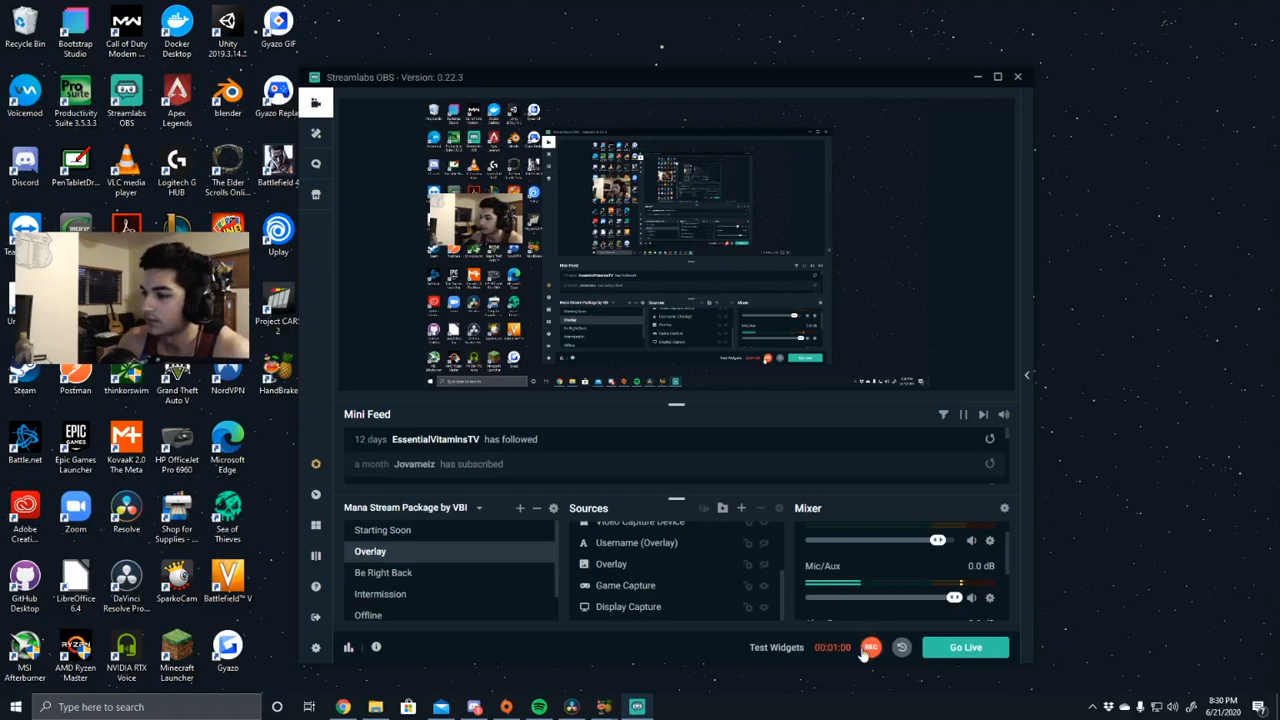 Recycle Bin
Bootstrap Studio
Call of Duty Modern ...
Docker Desktop
Unity 2019.3.14...
Gyazo GIF
Voicemod
Productivity Suite 3.5.3.3
Streamlabs OBS
Apex Legends
blender
Gyazo Repla
Discord
PenTabletDr...
VLC media player
Logitech G HUB
The Elder Scrolls Onli...
Battlefield 4
Uplay
Project CARS 2
Steam
Postman
thinkorswim
Grand Theft Auto V
NordVPN
HandBrake
Battle.net
Epic Games Launcher
KovaaK 2.0 The Meta
HP OfficeJet Pro 6960
Microsoft Edge
Adobe Creati...
Zoom
Resolve
Shop for Supplies - ...
Sea of Thieves
GitHub Desktop
LibreOffice 6.4
DaVinci Resolve Pro...
SparkoCam
Battlefield™ V
MSI Afterburner
AMD Ryzen Master
NVIDIA RTX Voice
Minecraft Launcher
Gyazo
Streamlabs OBS - Version: 0.22.3
Mini Feed
12 days EssentialVitaminsTV has followed
a month Jovameiz has subscribed
Mana Stream Package by VBI
Starting Soon
Overlay
Be Right Back
Intermission
Offline
Sources
Video Capture Device
Username (Overlay)
Overlay
Game Capture
Display Capture
Mixer
Mic/Aux 0.0 dB
Test Widgets 00:01:00 REC Go Live
Type here to search
8:30 PM
6/21/2020